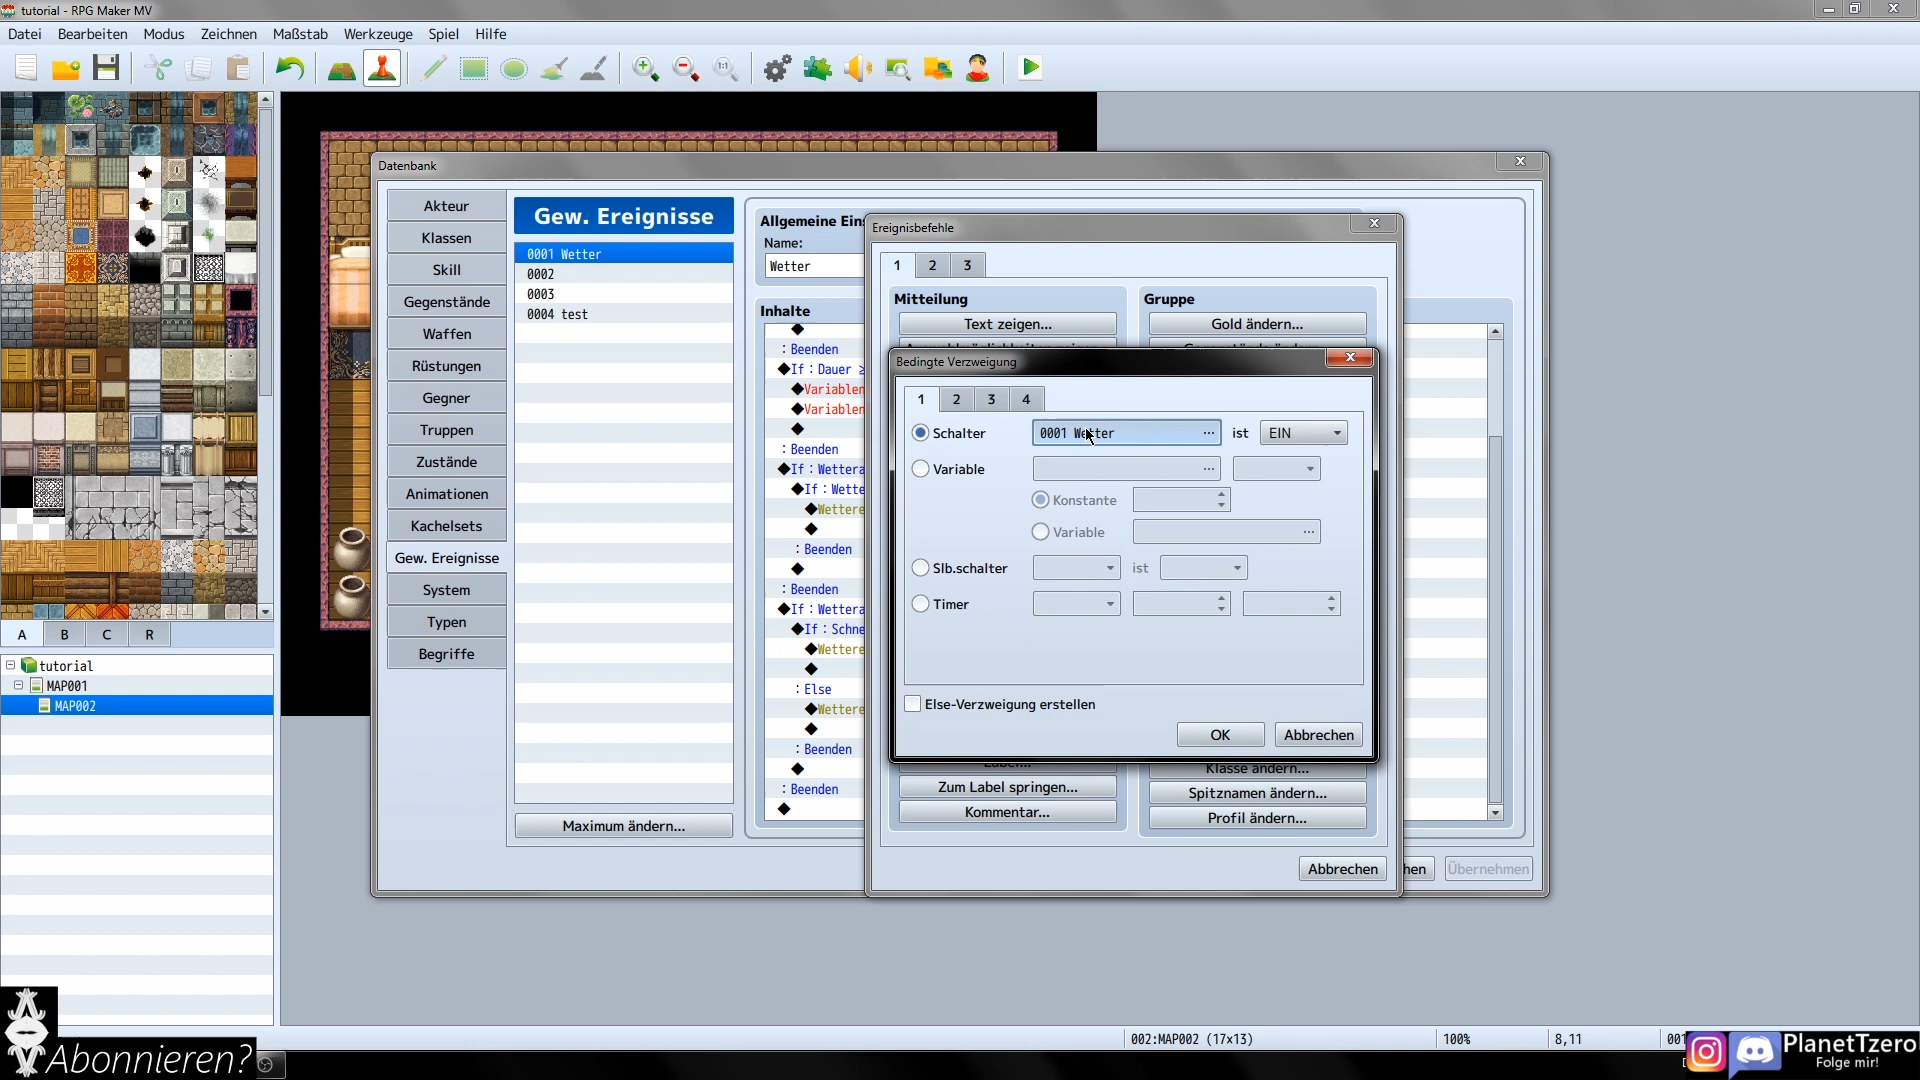 tutorial - RPG Maker MV
Datei Bearbeiten Modus Zeichnen Maßstab Werkzeuge Spiel Hilfe
1:1
Datenbank
Akteur
Klassen
Skill
Gegenstände
Waffen
Rüstungen
Gegner
Truppen
Zustände
Animationen
Kachelsets
Gew. Ereignisse
System
Typen
Begriffe
Gew. Ereignisse
0001 Wetter
0002
0003
0004 test
Maximum ändern...
Allgemeine Eins
Name:
Wetter
Inhalte
◆
: Beenden
◆If : Dauer ≥
◆Variablen
◆Variablen
◆
: Beenden
◆If : Wettera
◆If : Wette
◆Wettere
◆
: Beenden
◆
: Beenden
◆If : Wettera
◆If : Schne
◆Wettere
◆
: Else
◆Wettere
◆
: Beenden
◆
: Beenden
◆
Ereignisbefehle
1 2 3
Mitteilung
Text zeigen...
Gruppe
Gold ändern...
Bedingte Verzweigung
1 2 3 4
Schalter 0001 Wetter ... ist EIN
Variable ...
Konstante
Variable ...
Slb.schalter ist
Timer
Else-Verzweigung erstellen
OK Abbrechen
Label...
Zum Label springen...
Kommentar...
Klasse ändern...
Spitznamen ändern...
Profil ändern...
Abbrechen
hen Übernehmen
A B C R
tutorial
MAP001
MAP002
002:MAP002 (17x13) 100% 8,11 001
Abonnieren?
PlanetTzero
Folge mir!